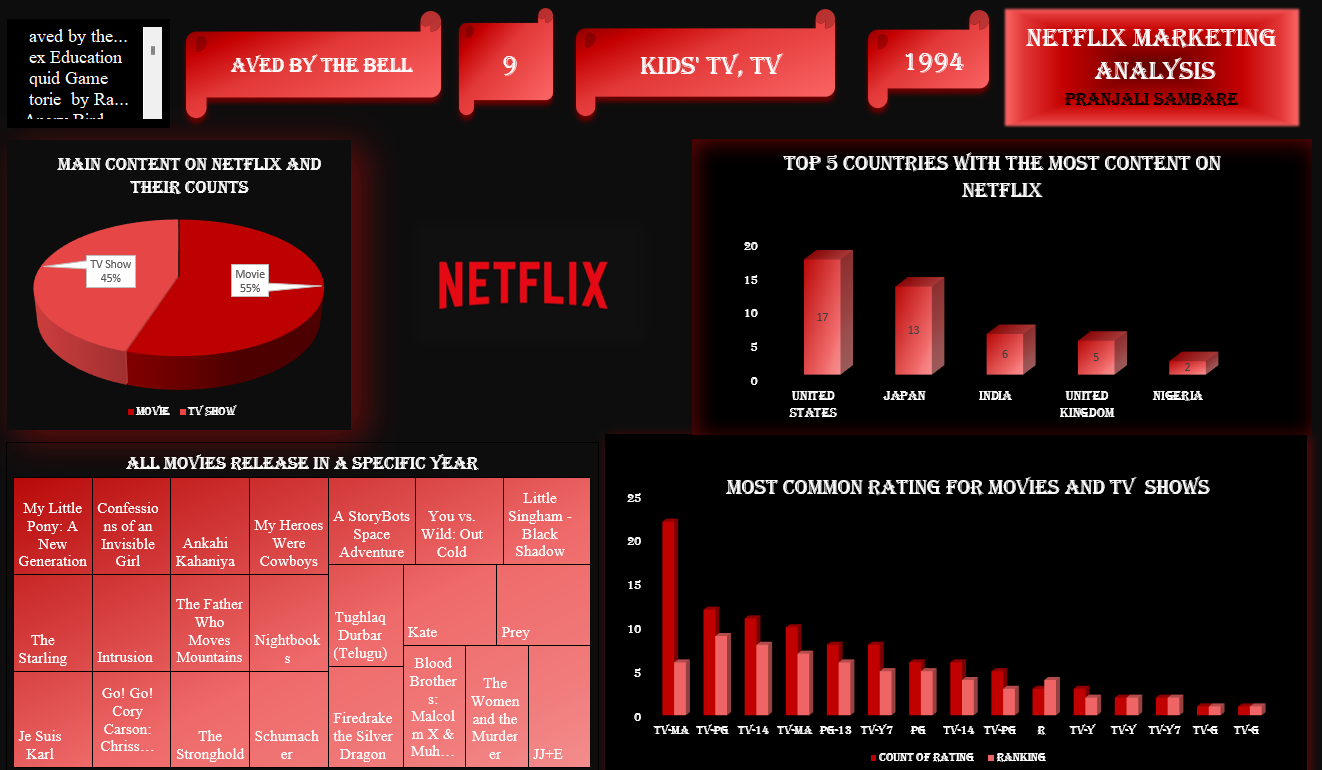 aved by the...
ex Education
quid Game
torie by Ra...
AVED BY THE BELL
9
KIDS' TV, TV
1994
NETFLIX MARKETING
ANALYSIS
PRANJALI SAMBARE
MAIN CONTENT ON NETFLIX AND
THEIR COUNTS
TV Show
45%
Movie
55%
MOVIE
TV SHOW
NETFLIX
TOP 5 COUNTRIES WITH THE MOST CONTENT ON
NETFLIX
20
15
10
5
0
17
13
6
5
2
UNITED
STATES
JAPAN
INDIA
UNITED
KINGDOM
NIGERIA
ALL MOVIES RELEASE IN A SPECIFIC YEAR
My Little
Pony: A
New
Generation
Confessio
ns of an
Invisible
Girl
Ankahi
Kahaniya
My Heroes
Were
Cowboys
A StoryBots
Space
Adventure
You vs.
Wild: Out
Cold
Little
Singham -
Black
Shadow
The
Starling
Intrusion
The Father
Who
Moves
Mountains
Nightbook
s
Tughlaq
Durbar
(Telugu)
Kate
Prey
Je Suis
Karl
Go! Go!
Cory
Carson:
Chriss...
The
Stronghold
Schumach
er
Firedrake
the Silver
Dragon
Blood
Brother
s:
Malcol
m X &
Muh...
The
Women
and the
Murder
er
JJ+E
MOST COMMON RATING FOR MOVIES AND TV SHOWS
25
20
15
10
5
0
TV-MA
TV-PG
TV-14
TV-MA
PG-13
TV-Y7
PG
TV-14
TV-PG
R
TV-Y
TV-Y
TV-Y7
TV-G
TV-G
COUNT OF RATING
RANKING